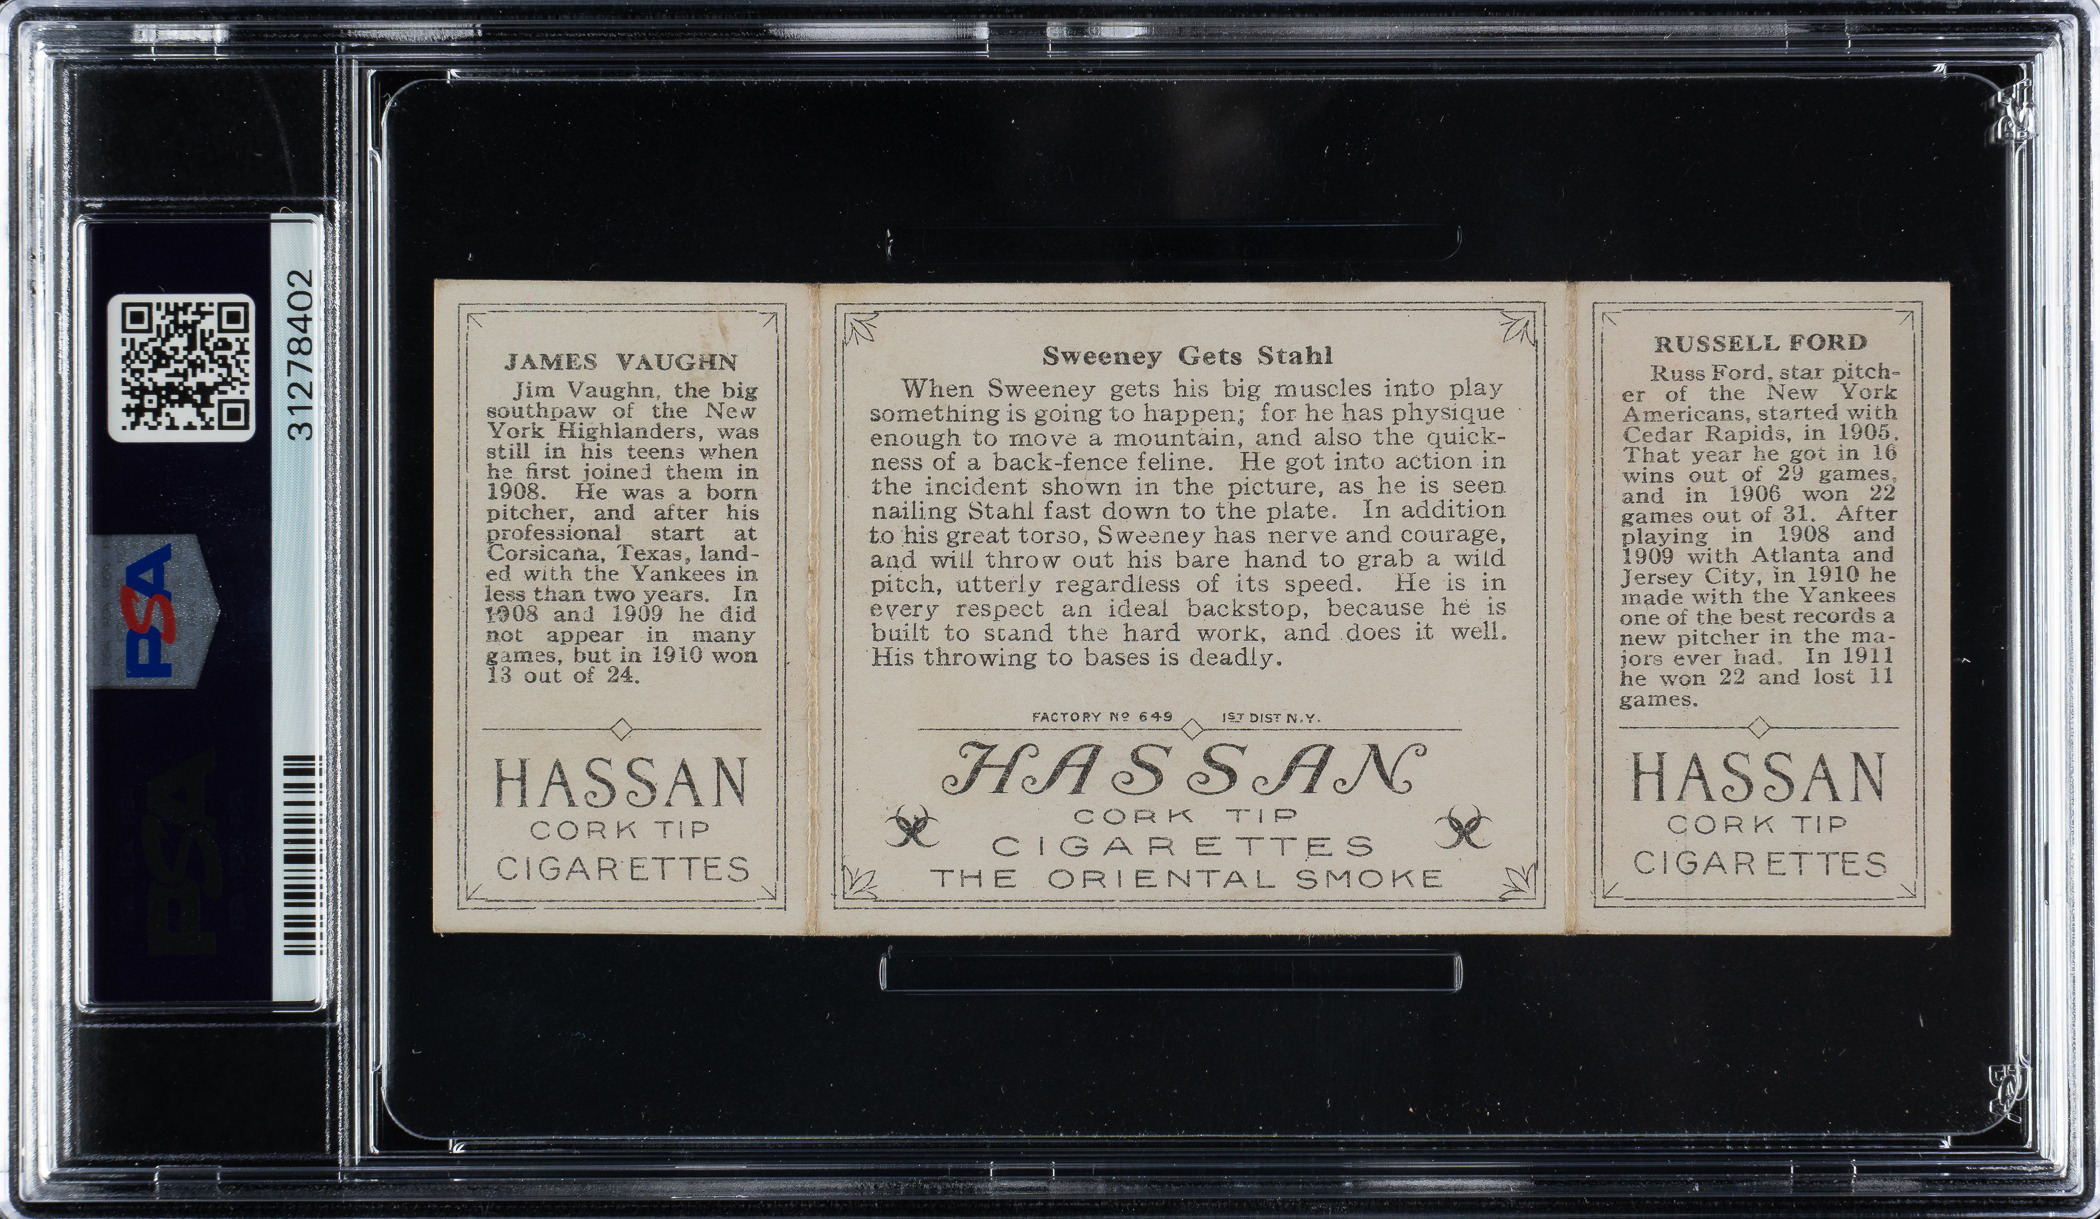 31278402
PSA
PSA
JAMES VAUGHN
Jim Vaughn, the big
southpaw of the New
York Highlanders, was
still in his teens when
he first joined them in
1908. He was a born
pitcher, and after his
professional start at
Corsicana, Texas, land-
ed with the Yankees in
less than two years. In
1908 and 1909 he did
not appear in many
games, but in 1910 won
13 out of 24.
HASSAN
CORK TIP
CIGARETTES
Sweeney Gets Stahl
When Sweeney gets his big muscles into play
something is going to happen; for he has physique
enough to move a mountain, and also the quick-
ness of a back-fence feline. He got into action in
the incident shown in the picture, as he is seen
nailing Stahl fast down to the plate. In addition
to his great torso, Sweeney has nerve and courage,
and will throw out his bare hand to grab a wild
pitch, utterly regardless of its speed. He is in
every respect an ideal backstop, because he is
built to stand the hard work, and does it well.
His throwing to bases is deadly.
FACTORY Nº 649 1ST DIST N.Y.
HASSAN
CORK TIP
CIGARETTES
THE ORIENTAL SMOKE
RUSSELL FORD
Russ Ford, star pitch-
er of the New York
Americans, started with
Cedar Rapids, in 1905.
That year he got in 16
wins out of 29 games,
and in 1906 won 22
games out of 31. After
playing in 1908 and
1909 with Atlanta and
Jersey City, in 1910 he
made with the Yankees
one of the best records a
new pitcher in the ma-
jors ever had. In 1911
he won 22 and lost 11
games.
HASSAN
CORK TIP
CIGARETTES